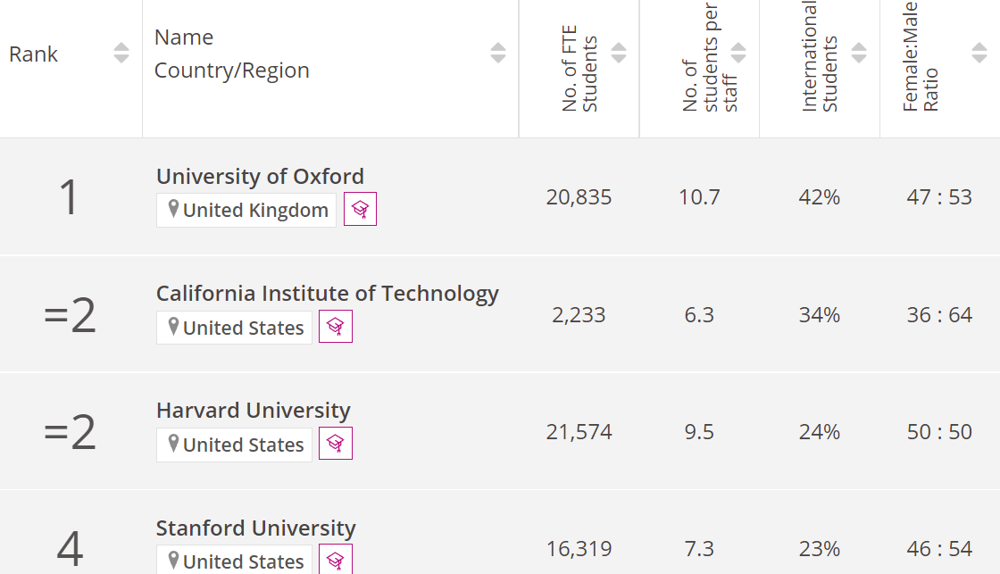 Rank
Name
Country/Region
No. of FTE
Students
No. of
students per
staff
International
Students
Female:Male
Ratio
1
University of Oxford
United Kingdom
20,835
10.7
42%
47 : 53
=2
California Institute of Technology
United States
2,233
6.3
34%
36 : 64
=2
Harvard University
United States
21,574
9.5
24%
50 : 50
4
Stanford University
United States
16,319
7.3
23%
46 : 54